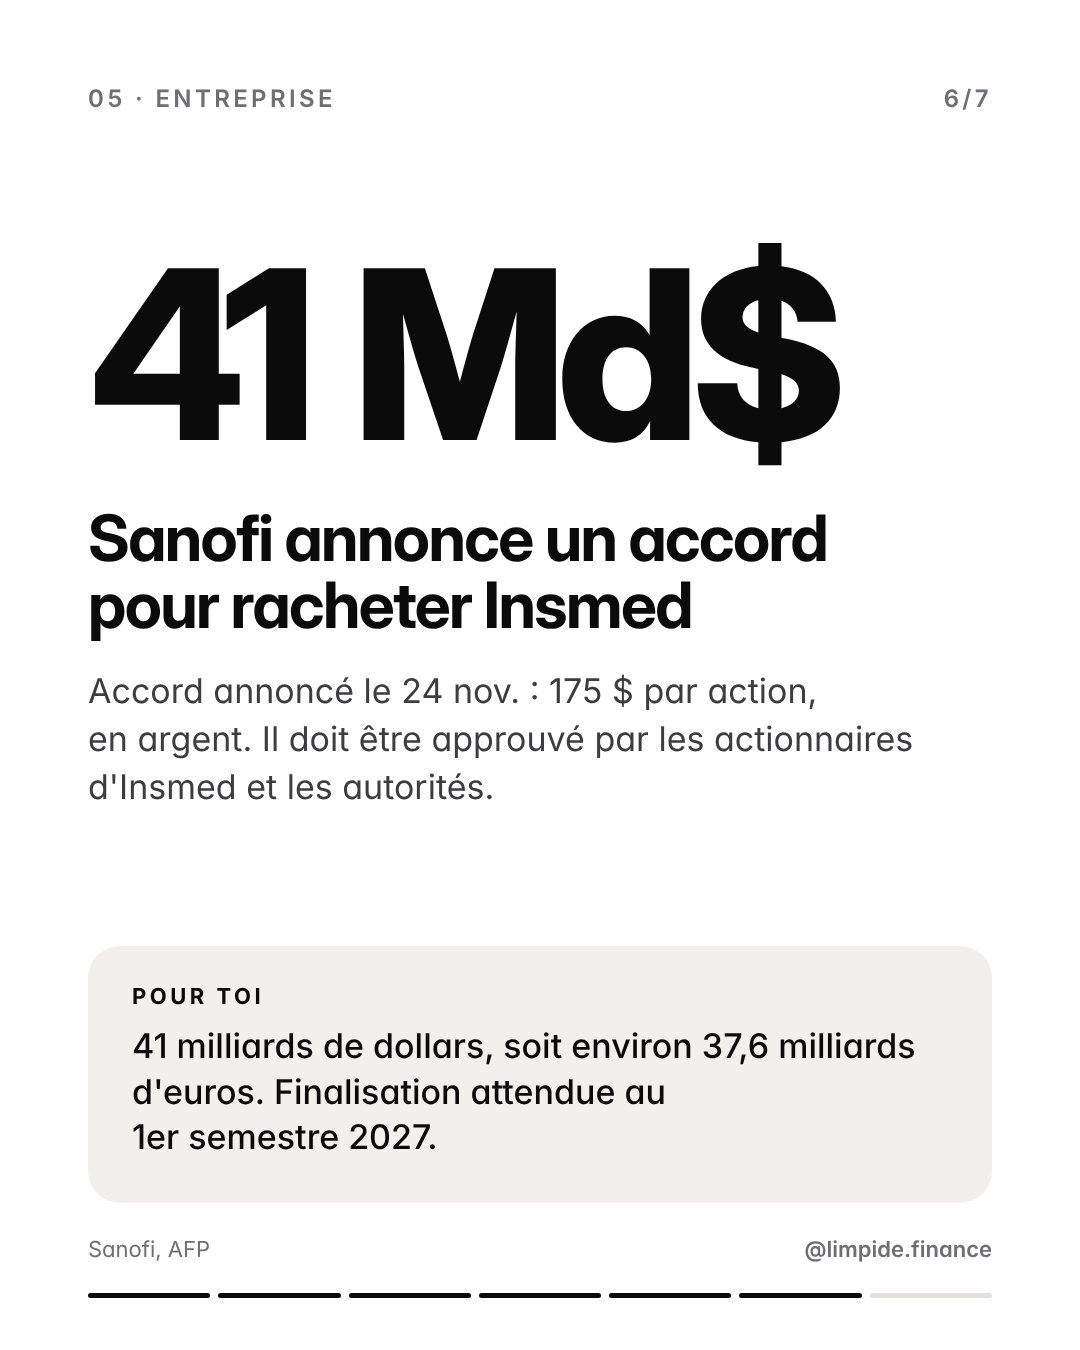 05 · ENTREPRISE
6/7
41 Md$
Sanofi annonce un accord
pour racheter Insmed
Accord annoncé le 24 nov. : 175 $ par action,
en argent. Il doit être approuvé par les actionnaires
d'Insmed et les autorités.
POUR TOI
41 milliards de dollars, soit environ 37,6 milliards
d'euros. Finalisation attendue au
1er semestre 2027.
Sanofi, AFP
@limpide.finance